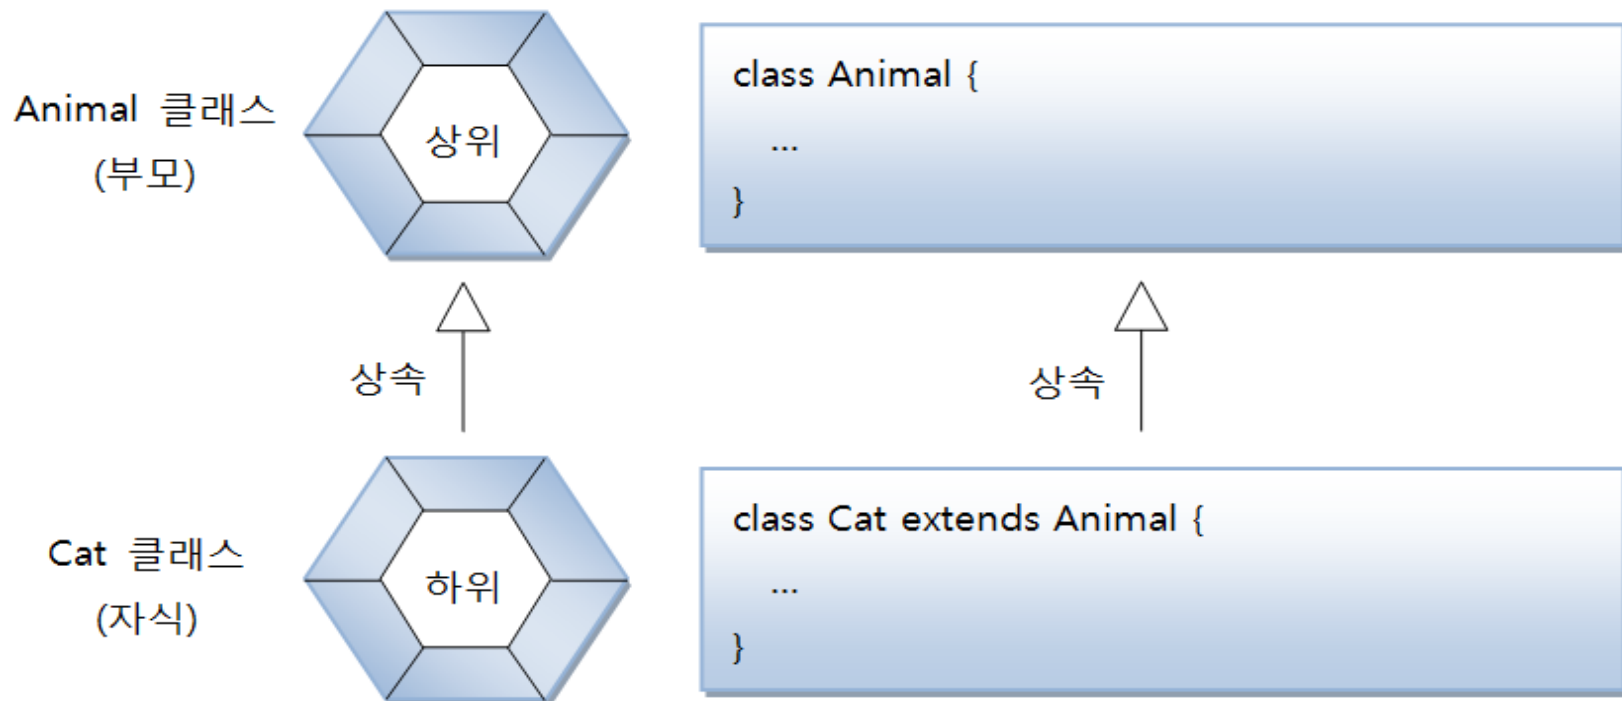 Animal 클래스
(부모)
상위
class Animal {
...
}
상속
상속
Cat 클래스
(자식)
하위
class Cat extends Animal {
...
}